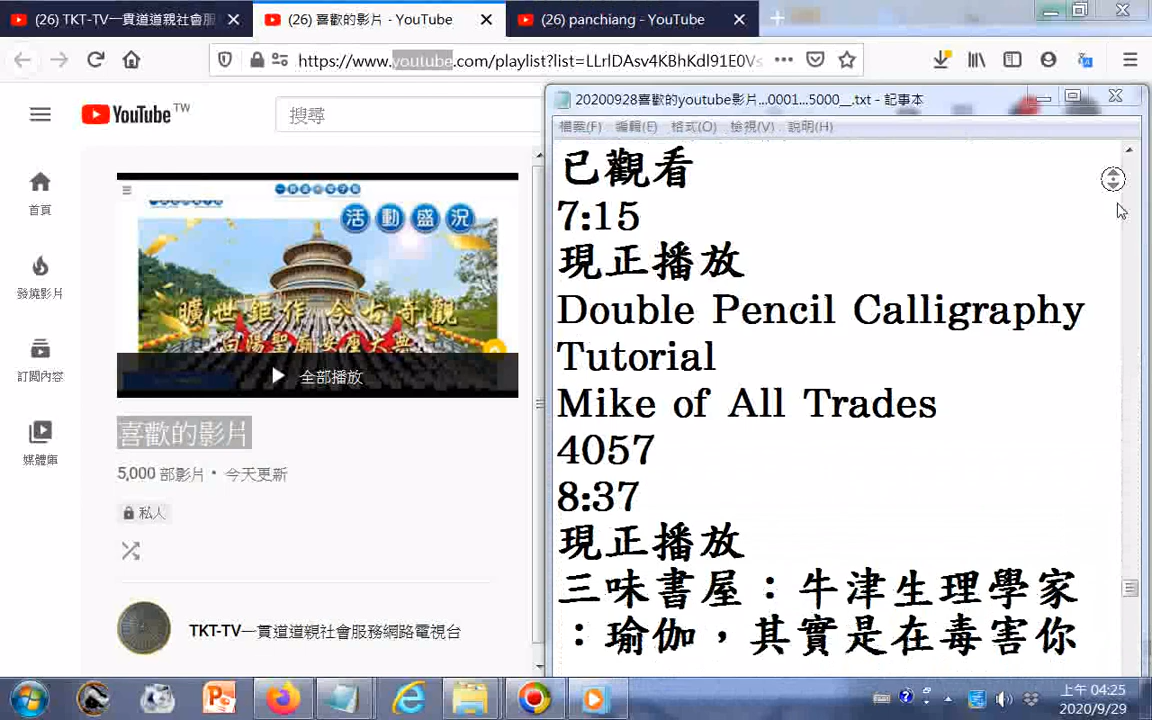 (26) TKT-TV一貫道道親社會服
(26) 喜歡的影片 - YouTube
(26) panchiang - YouTube
https://www.youtube.com/playlist?list=LLrlDAsv4KBhKdl91E0Vs
YouTube TW
搜尋
首頁
發燒影片
訂閱內容
媒體庫
活動盛況
曠世鉅作 今古奇觀
全部播放
喜歡的影片
5,000 部影片 • 今天更新
私人
TKT-TV一貫道道親社會服務網路電視台
20200928喜歡的youtube影片...0001...5000__.txt - 記事本
檔案(F) 編輯(E) 格式(O) 檢視(V) 說明(H)
已觀看
7:15
現正播放
Double Pencil Calligraphy
Tutorial
Mike of All Trades
4057
8:37
現正播放
三味書屋：牛津生理學家
：瑜伽，其實是在毒害你
上午 04:25
2020/9/29